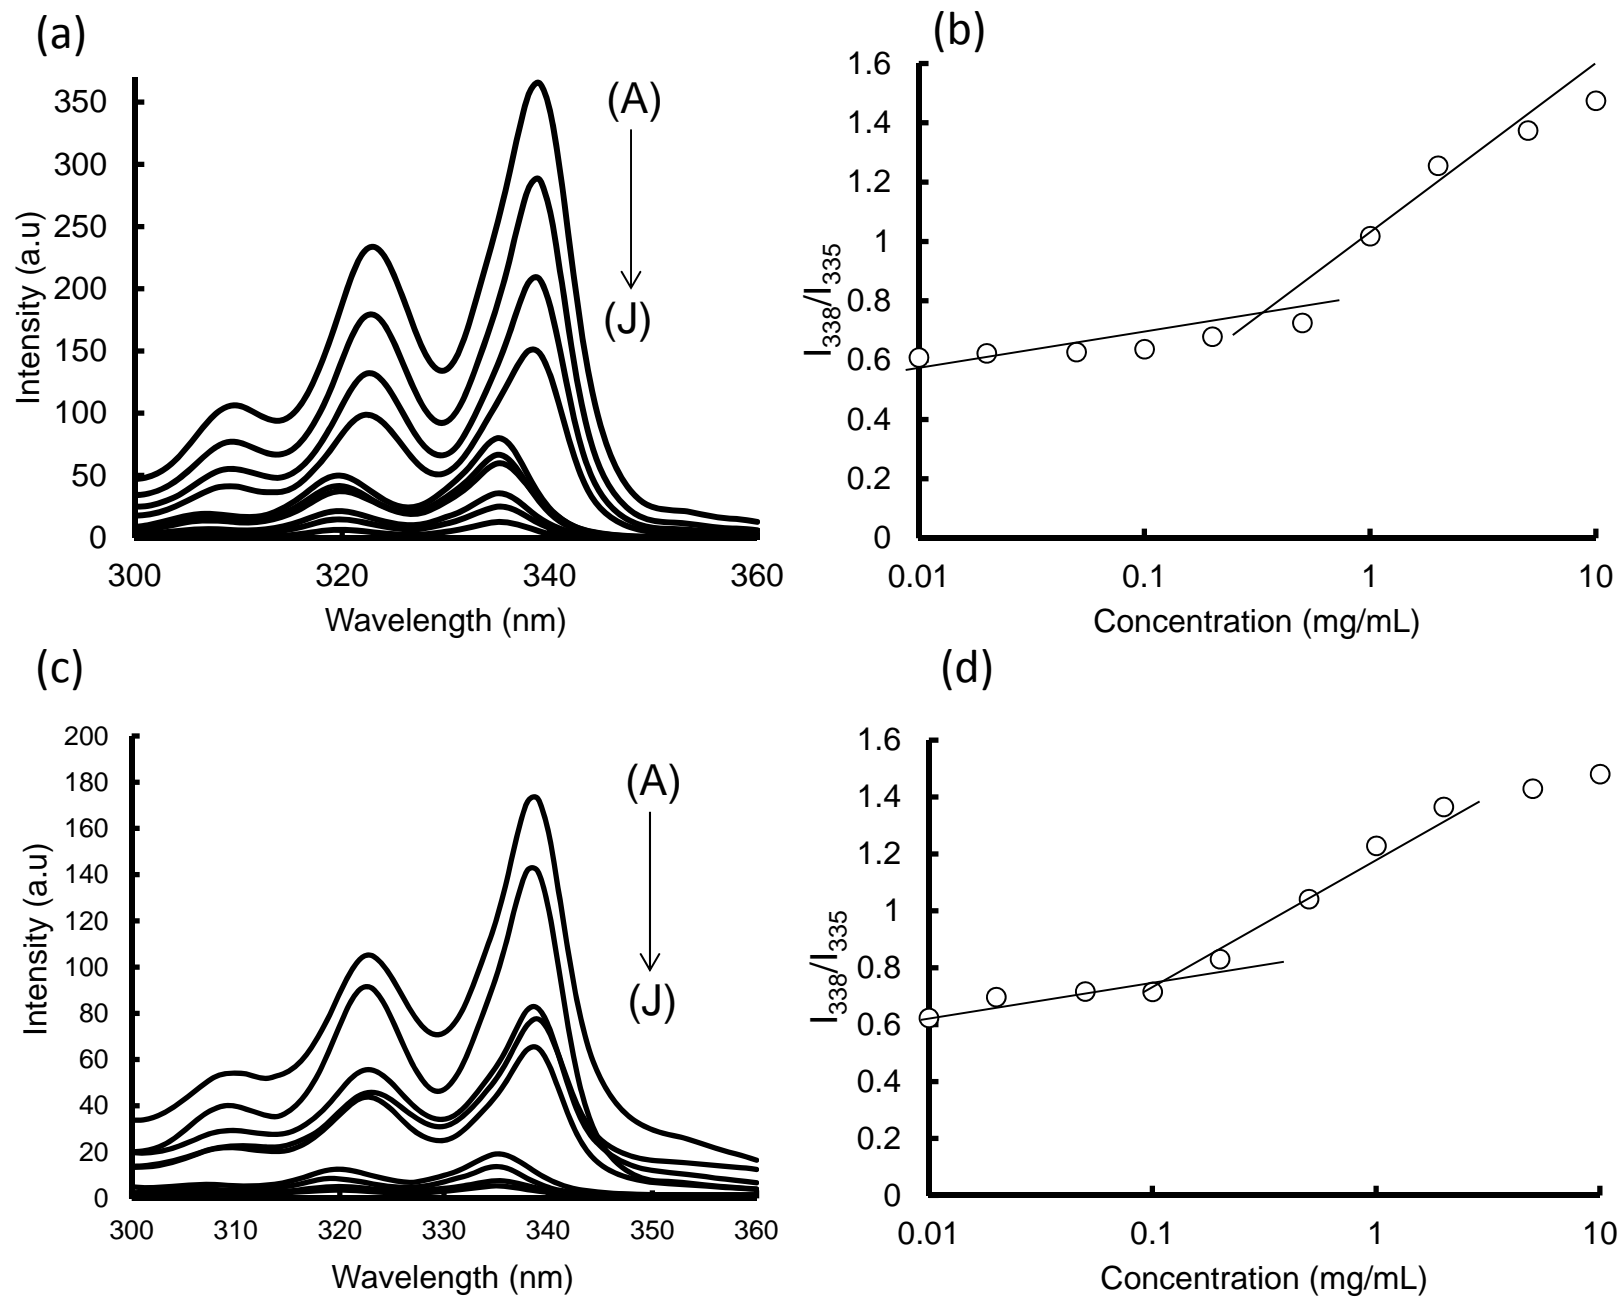 (a)
350
300
250
200
150
100
50
0
300 320 340 360
Wavelength (nm)
Intensity (a.u)
(A)
(J)
(b)
1.6
1.4
1.2
1
0.8
0.6
0.4
0.2
0
0.01 0.1 1 10
Concentration (mg/mL)
I338/I335
(c)
200
180
160
140
120
100
80
60
40
20
0
300 310 320 330 340 350 360
Wavelength (nm)
Intensity (a.u)
(A)
(J)
(d)
1.6
1.4
1.2
1
0.8
0.6
0.4
0.2
0
0.01 0.1 1 10
Concentration (mg/mL)
I338/I335